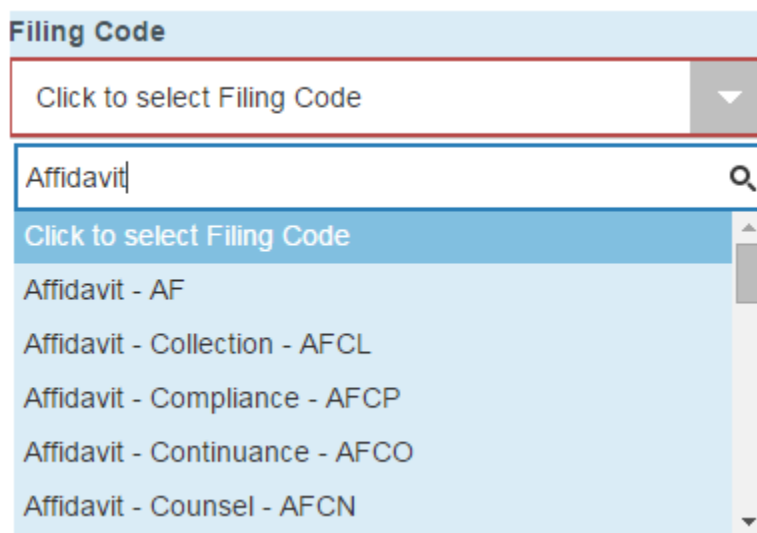 Filing Code
Click to select Filing Code
Affidavit
Click to select Filing Code
Affidavit - AF
Affidavit - Collection - AFCL
Affidavit - Compliance - AFCP
Affidavit - Continuance - AFCO
Affidavit - Counsel - AFCN